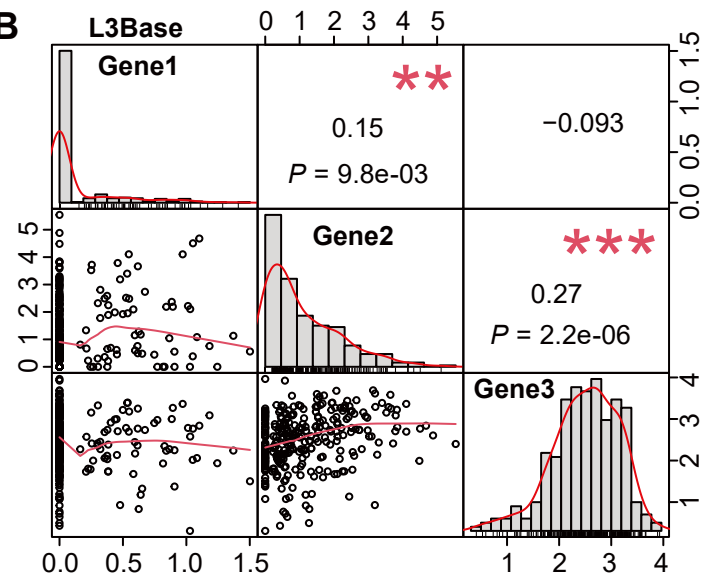 B
L3Base
0 1 2 3 4 5
Gene1
**
0.15
P = 9.8e-03
−0.093
0.0 0.5 1.0 1.5
0 1 2 3 4 5
Gene2
***
0.27
P = 2.2e-06
Gene3
1 2 3 4
0.0 0.5 1.0 1.5
1 2 3 4